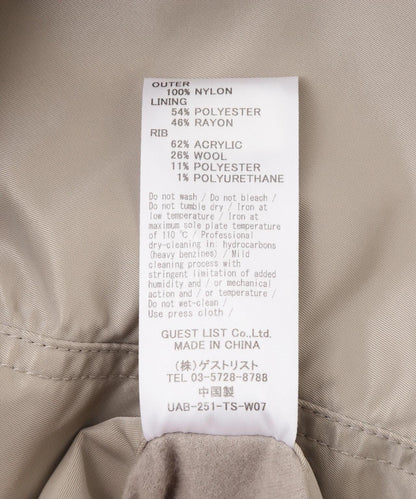 OUTER
100% NYLON
LINING
54% POLYESTER
46% RAYON
RIB
62% ACRYLIC
26% WOOL
11% POLYESTER
1% POLYURETHANE
Do not wash / Do not bleach /
Do not tumble dry / Iron at
low temperature / Iron at
maximum sole plate temperature
of 110 ℃ / Professional
dry-cleaning in: hydrocarbons
(heavy benzines) / Mild
cleaning process with
stringent limitation of added
humidity and / or mechanical
action and / or temperature /
Do not wet-clean /
Use press cloth /
GUEST LIST Co.,Ltd.
MADE IN CHINA
(株)ゲストリスト
TEL 03-5728-8788
中国製
UAB-251-TS-W07